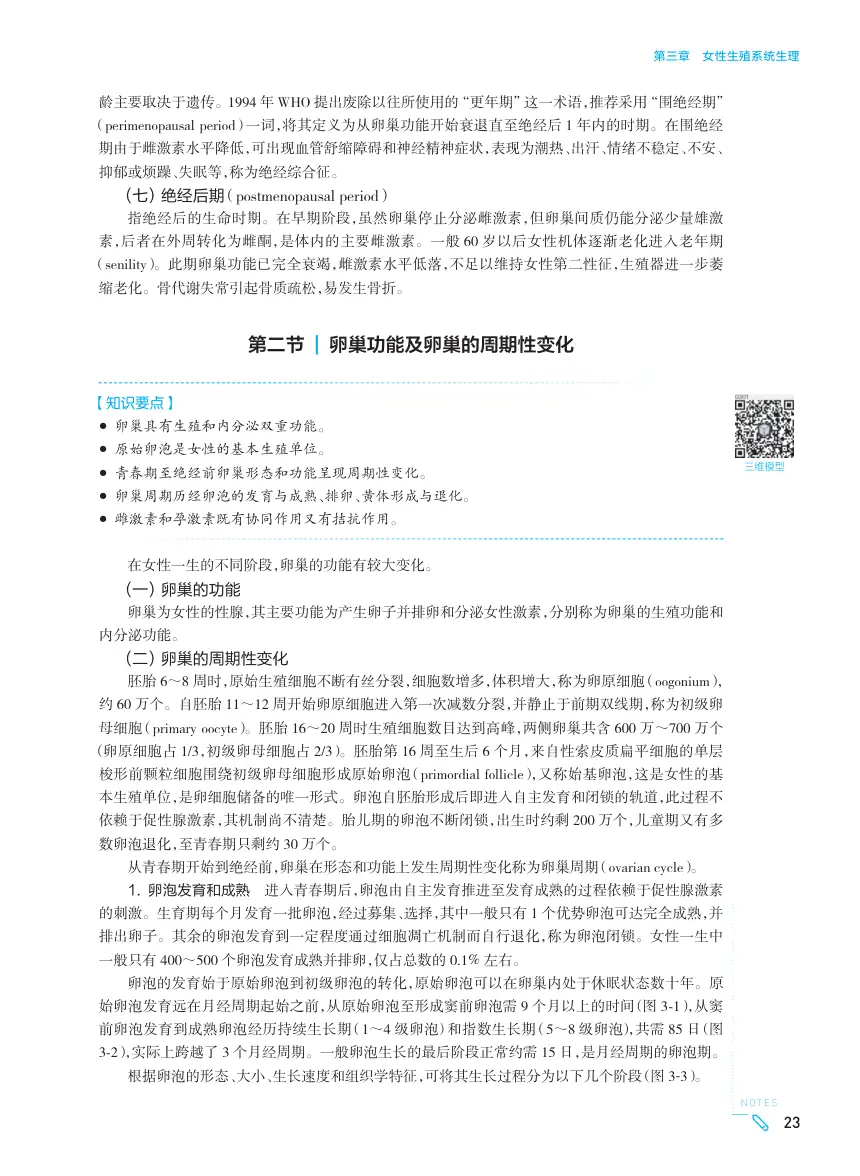 第三章 女性生殖系统生理
龄主要取决于遗传。1994 年 WHO 提出废除以往所使用的“更年期”这一术语,推荐采用“围绝经期”
(perimenopausal period)一词,将其定义为从卵巢功能开始衰退直至绝经后 1 年内的时期。在围绝经
期由于雌激素水平降低,可出现血管舒缩障碍和神经精神症状,表现为潮热、出汗、情绪不稳定、不安、
抑郁或烦躁、失眠等,称为绝经综合征。
(七)绝经后期(postmenopausal period)
指绝经后的生命时期。在早期阶段,虽然卵巢停止分泌雌激素,但卵巢间质仍能分泌少量雄激
素,后者在外周转化为雌酮,是体内的主要雌激素。一般 60 岁以后女性机体逐渐老化进入老年期
(senility)。此期卵巢功能已完全衰竭,雌激素水平低落,不足以维持女性第二性征,生殖器进一步萎
缩老化。骨代谢失常引起骨质疏松,易发生骨折。
第二节 | 卵巢功能及卵巢的周期性变化
【知识要点】
● 卵巢具有生殖和内分泌双重功能。
● 原始卵泡是女性的基本生殖单位。
● 青春期至绝经前卵巢形态和功能呈现周期性变化。
● 卵巢周期历经卵泡的发育与成熟、排卵、黄体形成与退化。
● 雌激素和孕激素既有协同作用又有拮抗作用。
0301
三维模型
在女性一生的不同阶段,卵巢的功能有较大变化。
(一)卵巢的功能
卵巢为女性的性腺,其主要功能为产生卵子并排卵和分泌女性激素,分别称为卵巢的生殖功能和
内分泌功能。
(二)卵巢的周期性变化
胚胎 6～8 周时,原始生殖细胞不断有丝分裂,细胞数增多,体积增大,称为卵原细胞(oogonium),
约 60 万个。自胚胎 11～12 周开始卵原细胞进入第一次减数分裂,并静止于前期双线期,称为初级卵
母细胞(primary oocyte)。胚胎 16～20 周时生殖细胞数目达到高峰,两侧卵巢共含 600 万～700 万个
(卵原细胞占 1/3,初级卵母细胞占 2/3)。胚胎第 16 周至生后 6 个月,来自性索皮质扁平细胞的单层
梭形前颗粒细胞围绕初级卵母细胞形成原始卵泡(primordial follicle),又称始基卵泡,这是女性的基
本生殖单位,是卵细胞储备的唯一形式。卵泡自胚胎形成后即进入自主发育和闭锁的轨道,此过程不
依赖于促性腺激素,其机制尚不清楚。胎儿期的卵泡不断闭锁,出生时约剩 200 万个,儿童期又有多
数卵泡退化,至青春期只剩约 30 万个。
从青春期开始到绝经前,卵巢在形态和功能上发生周期性变化称为卵巢周期(ovarian cycle)。
1. 卵泡发育和成熟 进入青春期后,卵泡由自主发育推进至发育成熟的过程依赖于促性腺激素
的刺激。生育期每个月发育一批卵泡,经过募集、选择,其中一般只有 1 个优势卵泡可达完全成熟,并
排出卵子。其余的卵泡发育到一定程度通过细胞凋亡机制而自行退化,称为卵泡闭锁。女性一生中
一般只有 400～500 个卵泡发育成熟并排卵,仅占总数的 0.1% 左右。
卵泡的发育始于原始卵泡到初级卵泡的转化,原始卵泡可以在卵巢内处于休眠状态数十年。原
始卵泡发育远在月经周期起始之前,从原始卵泡至形成窦前卵泡需 9 个月以上的时间(图 3-1),从窦
前卵泡发育到成熟卵泡经历持续生长期(1～4 级卵泡)和指数生长期(5～8 级卵泡),共需 85 日(图
3-2),实际上跨越了 3 个月经周期。一般卵泡生长的最后阶段正常约需 15 日,是月经周期的卵泡期。
根据卵泡的形态、大小、生长速度和组织学特征,可将其生长过程分为以下几个阶段(图 3-3)。
NOTES
23